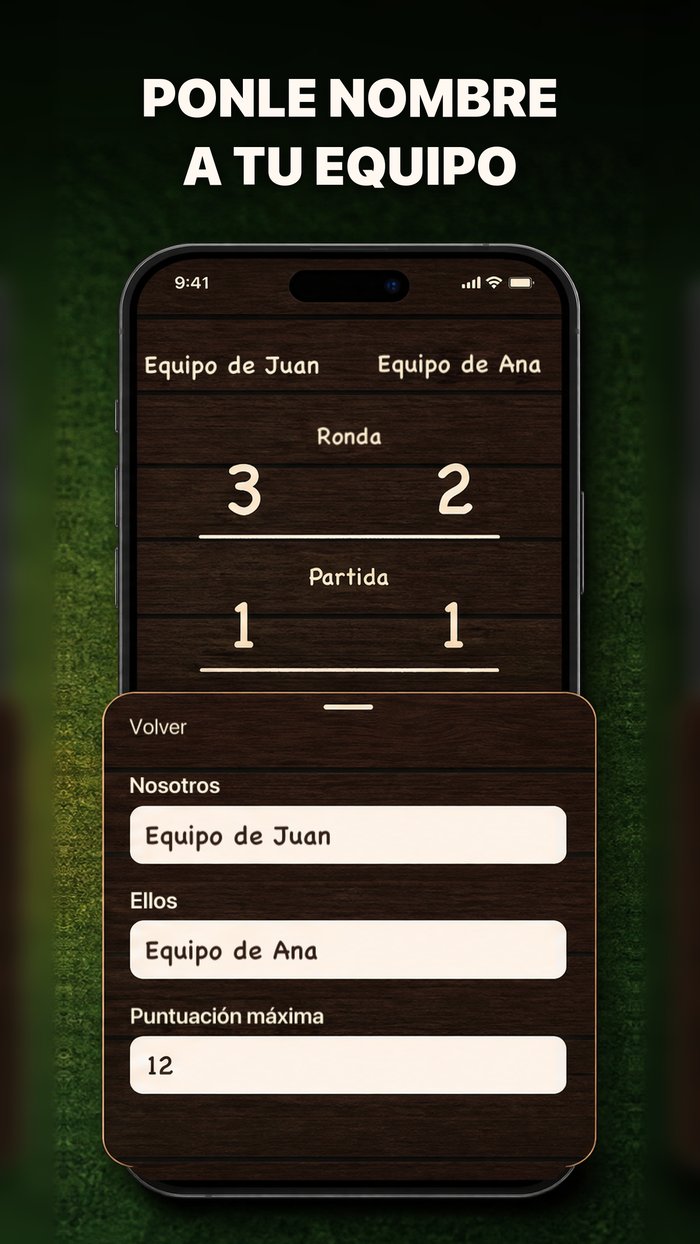 PONLE NOMBRE
A TU EQUIPO
9:41
Equipo de Juan Equipo de Ana
Ronda
3 2
Partida
1 1
Volver
Nosotros
Equipo de Juan
Ellos
Equipo de Ana
Puntuación máxima
12